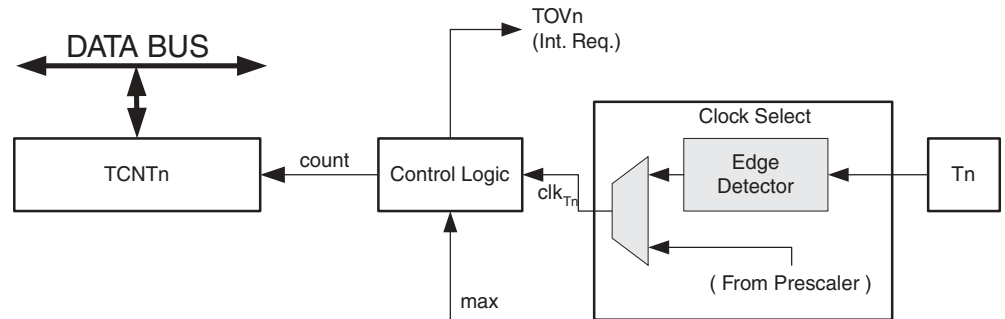 TOVn
(Int. Req.)
DATA BUS
Clock Select
TCNTn
count
Control Logic
clkTn
Edge
Detector
Tn
( From Prescaler )
max